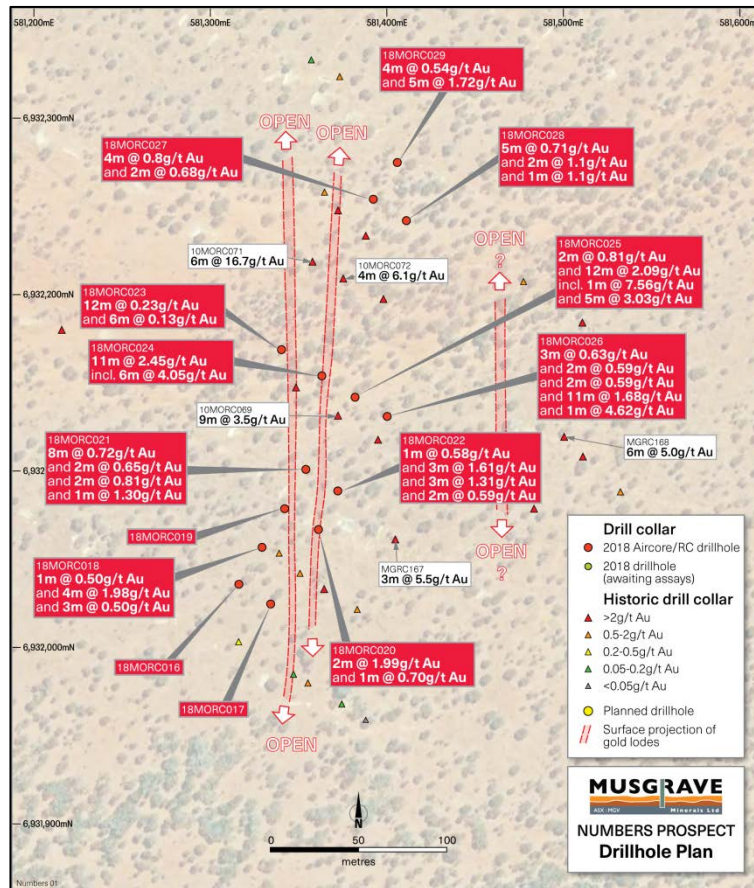 581,200mE
581,300mE
581,400mE
581,500mE
581,600mE
18MORC029
4m @ 0.54g/t Au
and 5m @ 1.72g/t Au
6,932,300mN
OPEN
OPEN
18MORC027
4m @ 0.8g/t Au
and 2m @ 0.68g/t Au
18MORC028
5m @ 0.71g/t Au
and 2m @ 1.1g/t Au
and 1m @ 1.1g/t Au
10MORC071
6m @ 16.7g/t Au
10MORC072
4m @ 6.1g/t Au
OPEN
?
18MORC025
2m @ 0.81g/t Au
and 12m @ 2.09g/t Au
incl. 1m @ 7.56g/t Au
and 5m @ 3.03g/t Au
6,932,200mN
18MORC023
12m @ 0.23g/t Au
and 6m @ 0.13g/t Au
18MORC024
11m @ 2.45g/t Au
incl. 6m @ 4.05g/t Au
18MORC026
3m @ 0.63g/t Au
and 2m @ 0.59g/t Au
and 2m @ 0.59g/t Au
and 11m @ 1.68g/t Au
and 1m @ 4.62g/t Au
10MORC069
9m @ 3.5g/t Au
MGRC168
6m @ 5.0g/t Au
18MORC021
8m @ 0.72g/t Au
and 2m @ 0.65g/t Au
and 2m @ 0.81g/t Au
and 1m @ 1.30g/t Au
18MORC022
1m @ 0.58g/t Au
and 3m @ 1.61g/t Au
and 3m @ 1.31g/t Au
and 2m @ 0.59g/t Au
6,932
18MORC019
18MORC018
1m @ 0.50g/t Au
and 4m @ 1.98g/t Au
and 3m @ 0.50g/t Au
MGRC167
3m @ 5.5g/t Au
OPEN
?
18MORC016
18MORC017
18MORC020
2m @ 1.99g/t Au
and 1m @ 0.70g/t Au
6,932,000mN
OPEN
6,931,900mN
N
0
50
100
metres
Drill collar
2018 Aircore/RC drillhole
2018 drillhole
(awaiting assays)
Historic drill collar
>2g/t Au
0.5-2g/t Au
0.2-0.5g/t Au
0.05-0.2g/t Au
<0.05g/t Au
Planned drillhole
Surface projection of
gold lodes
MUSGRAVE
ASX : MGV
Minerals Ltd
NUMBERS PROSPECT
Drillhole Plan
Numbers 01